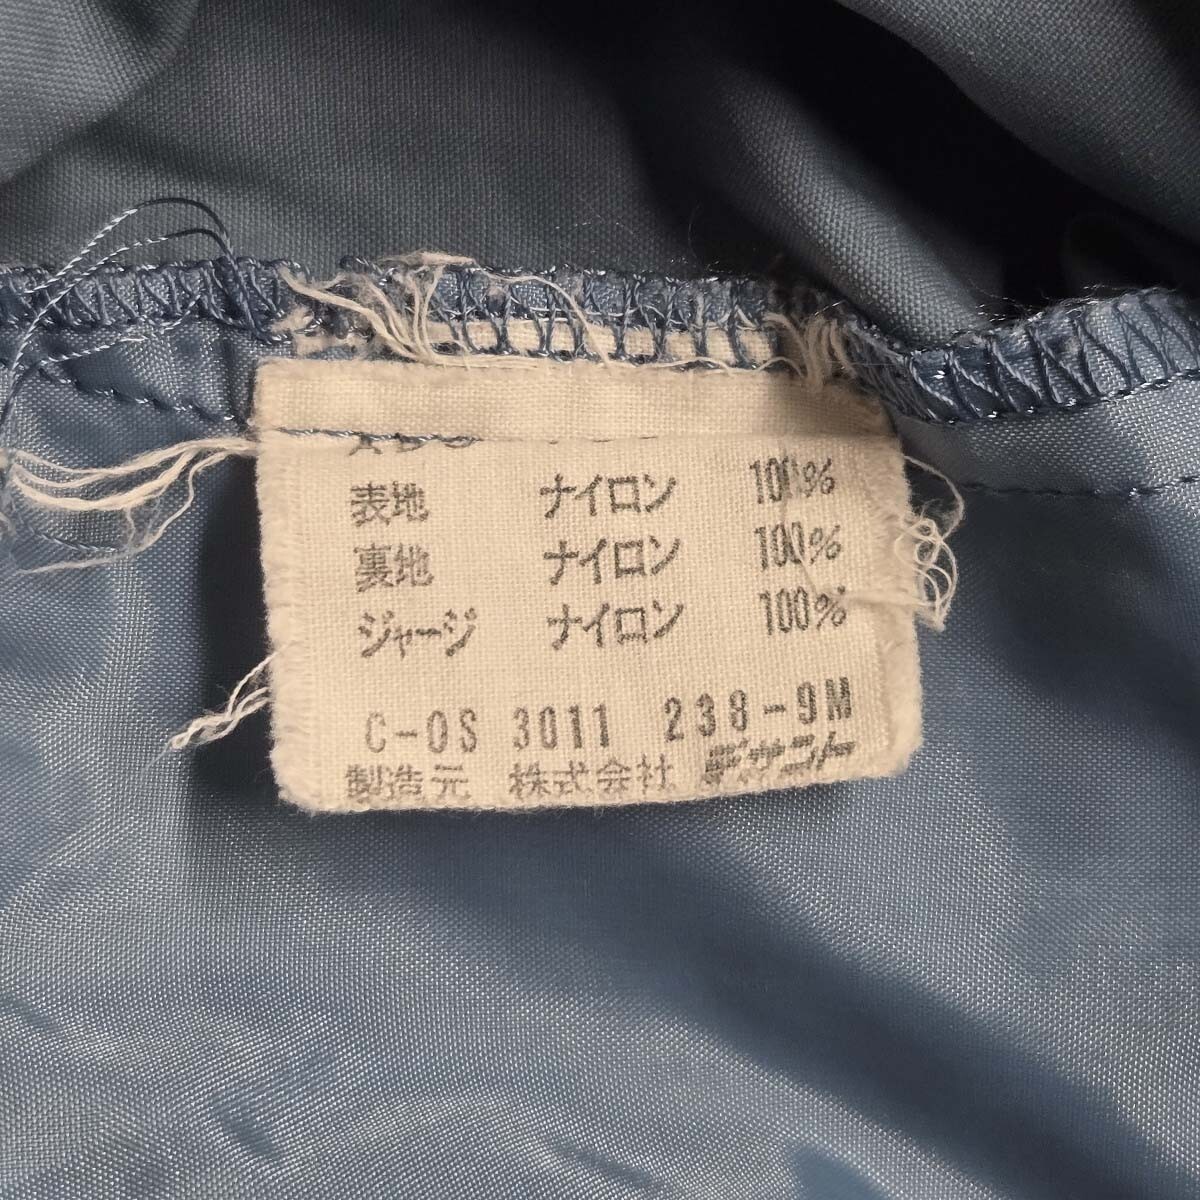 表地 ナイロン 100%
裏地 ナイロン 100%
ジャージ ナイロン 100%
C-OS 3011 238-9M
製造元 株式会社 デサント